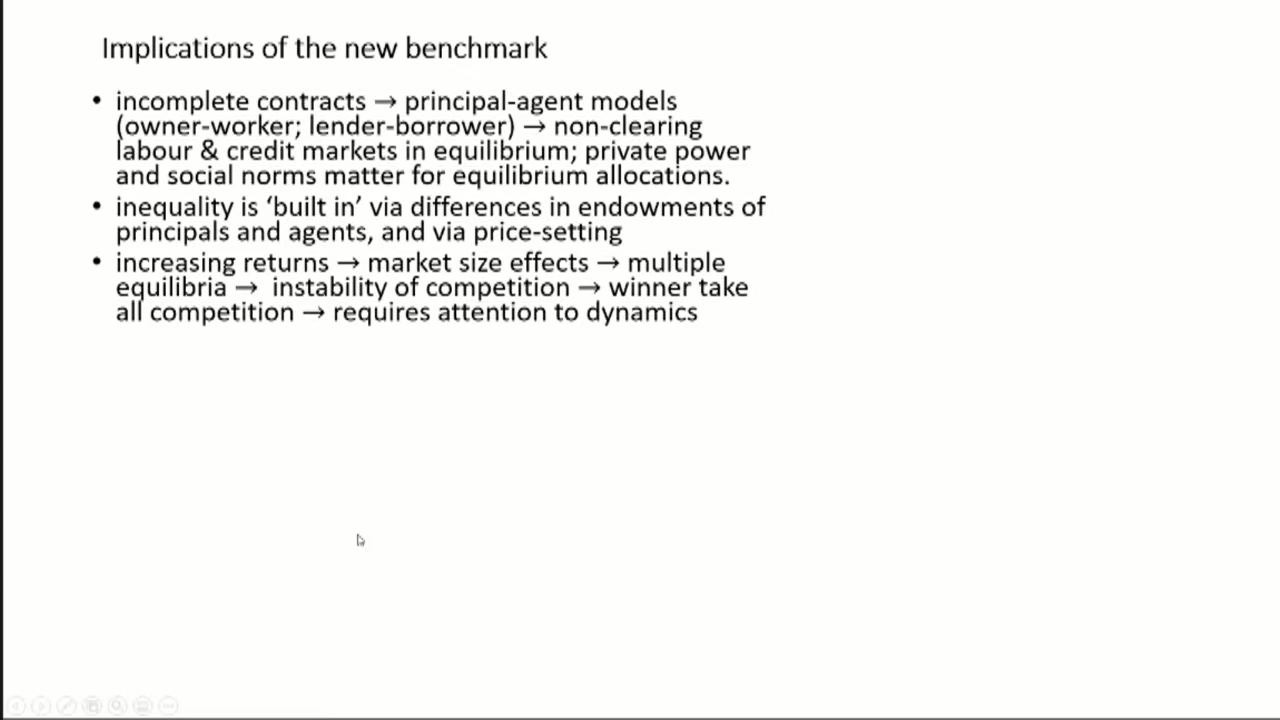 Implications of the new benchmark
• incomplete contracts → principal-agent models
(owner-worker; lender-borrower) → non-clearing
labour & credit markets in equilibrium; private power
and social norms matter for equilibrium allocations.
• inequality is ‘built in’ via differences in endowments of
principals and agents, and via price-setting
• increasing returns → market size effects → multiple
equilibria → instability of competition → winner take
all competition → requires attention to dynamics